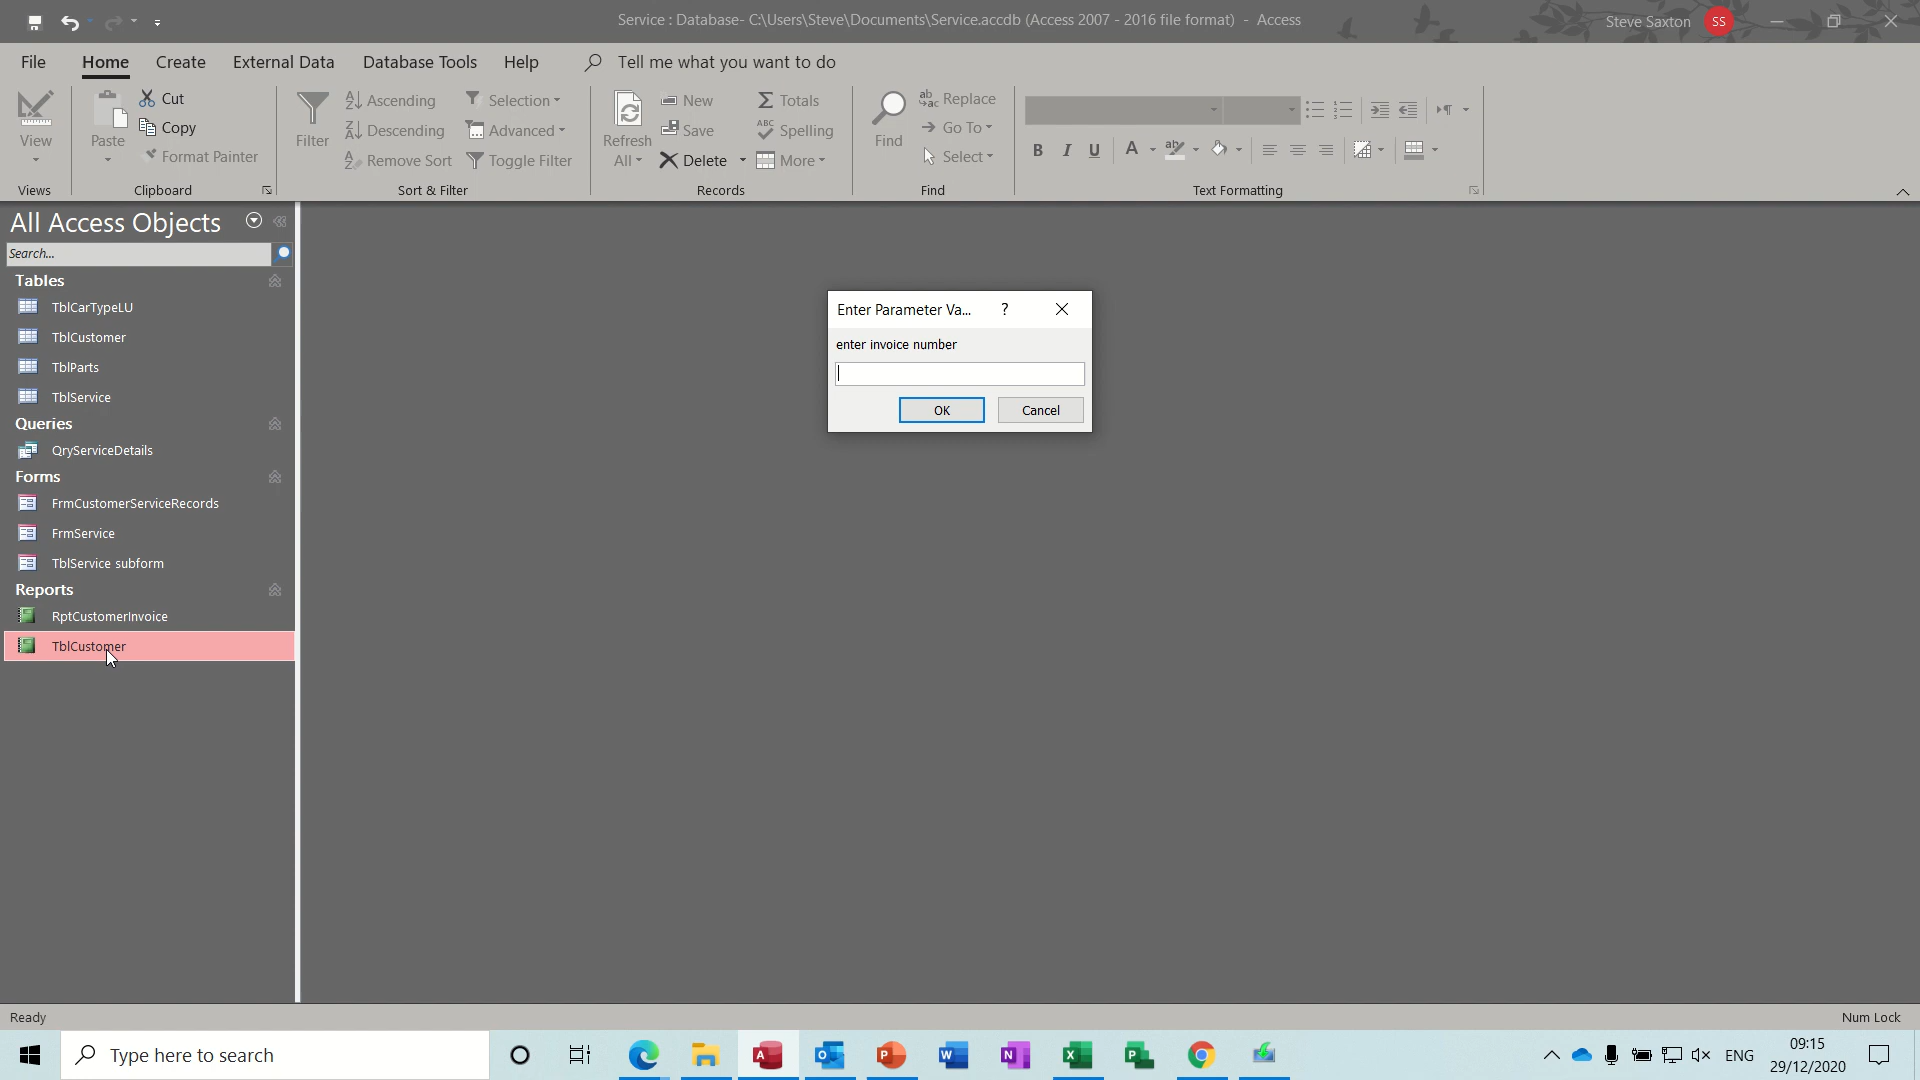 Service : Database- C:\Users\Steve\Documents\Service.accdb (Access 2007 - 2016 file format) - Access
Steve Saxton
SS
File
Home
Create
External Data
Database Tools
Help
Tell me what you want to do
View
Paste
Cut
Copy
Format Painter
Filter
Ascending
Descending
Remove Sort
Selection
Advanced
Toggle Filter
Refresh
All
New
Save
Delete
Totals
Spelling
More
Find
Replace
Go To
Select
B I U
Views
Clipboard
Sort & Filter
Records
Find
Text Formatting
All Access Objects
Search...
Tables
TblCarTypeLU
TblCustomer
TblParts
TblService
Queries
QryServiceDetails
Forms
FrmCustomerServiceRecords
FrmService
TblService subform
Reports
RptCustomerInvoice
TblCustomer
Enter Parameter Va...
?
enter invoice number
OK
Cancel
Ready
Num Lock
Type here to search
ENG
09:15
29/12/2020